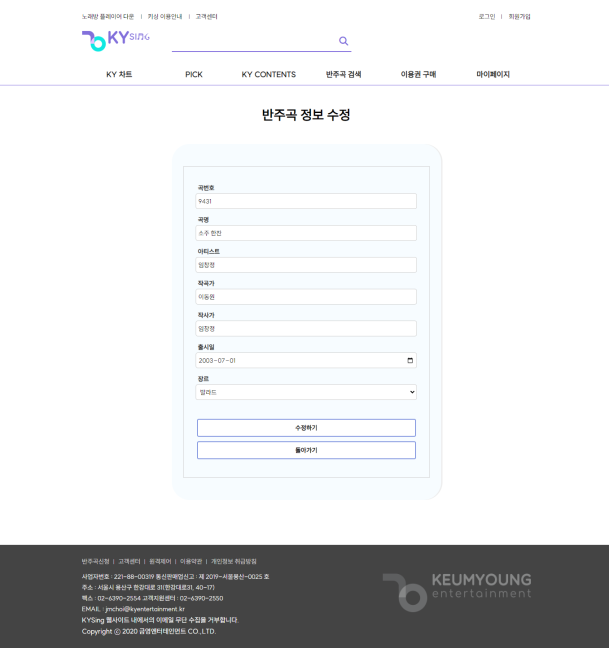 노래방 플레이어 다운 | 키싱 이용안내 | 고객센터
로그인 | 회원가입
KYSING
KY 차트 PICK KY CONTENTS 반주곡 검색 이용권 구매 마이페이지
반주곡 정보 수정
곡번호
9431
곡명
소주 한잔
아티스트
임창정
작곡가
이동원
작사가
임창정
출시일
2003-07-01
장르
발라드
수정하기
돌아가기
반주곡신청 | 고객센터 | 원격제어 | 이용약관 | 개인정보 취급방침
사업자번호 : 221-88-00319 통신판매업신고 : 제 2019-서울용산-0025 호
주소 : 서울시 용산구 한강대로 31(한강대로31, 40-17)
팩스 : 02-6390-2554 고객지원센터 : 02-6390-2550
EMAIL : jmchoi@kyentertainment.kr
KYSing 웹사이트 내에서의 이메일 무단 수집을 거부합니다.
Copyright ⓒ 2020 금영엔터테인먼트 CO.,LTD.
KEUMYOUNG
entertainment